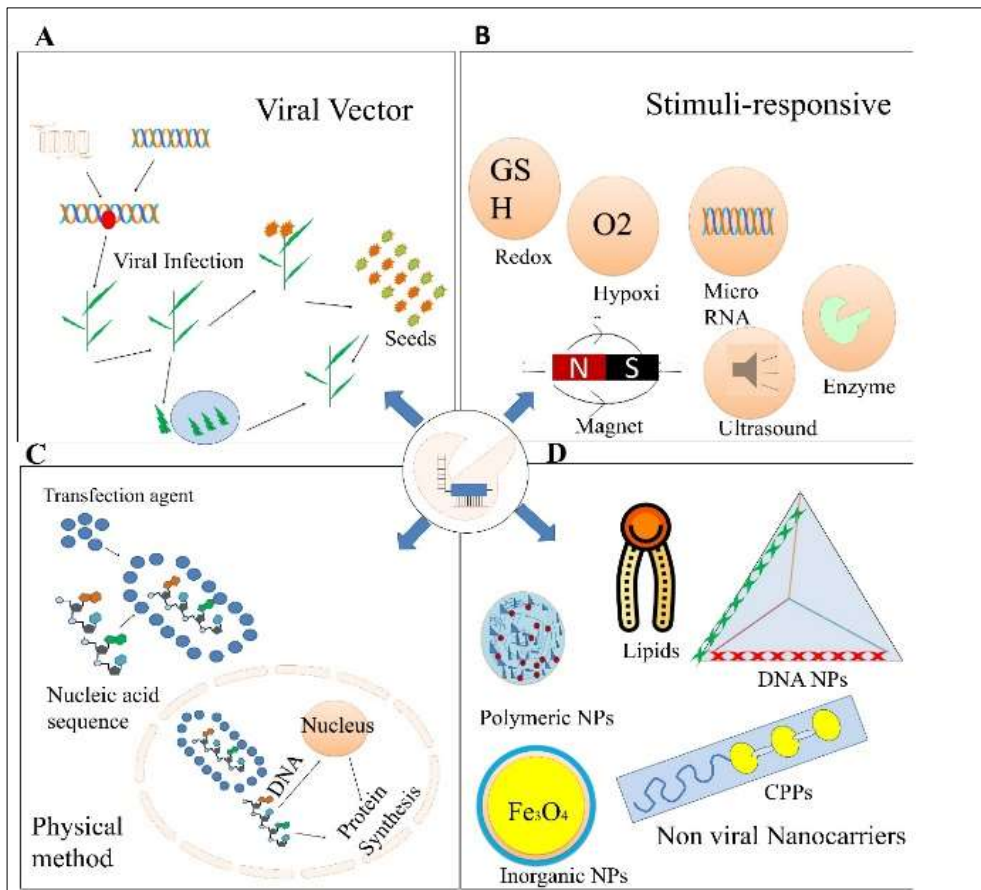 A
Viral Vector
Viral Infection
Seeds
B
Stimuli-responsive
GS
H
Redox
O2
Hypoxi
Micro
RNA
Enzyme
N S
Magnet
Ultrasound
C
Transfection agent
Nucleic acid
sequence
Nucleus
DNA
Protein
Synthesis
Physical
method
D
Lipids
DNA NPs
Polymeric NPs
CPPs
Fe₃O₄
Inorganic NPs
Non viral Nanocarriers